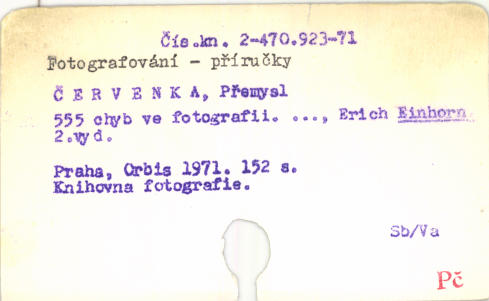 Čís.kn. 2-470.923-71
Fotografování - příručky
Č E R V E N K A, Přemysl
555 chyb ve fotografii. ..., Erich Einhorn
2.vyd.
Praha, Orbis 1971. 152 s.
Knihovna fotografie.
Sb/Va
Pč